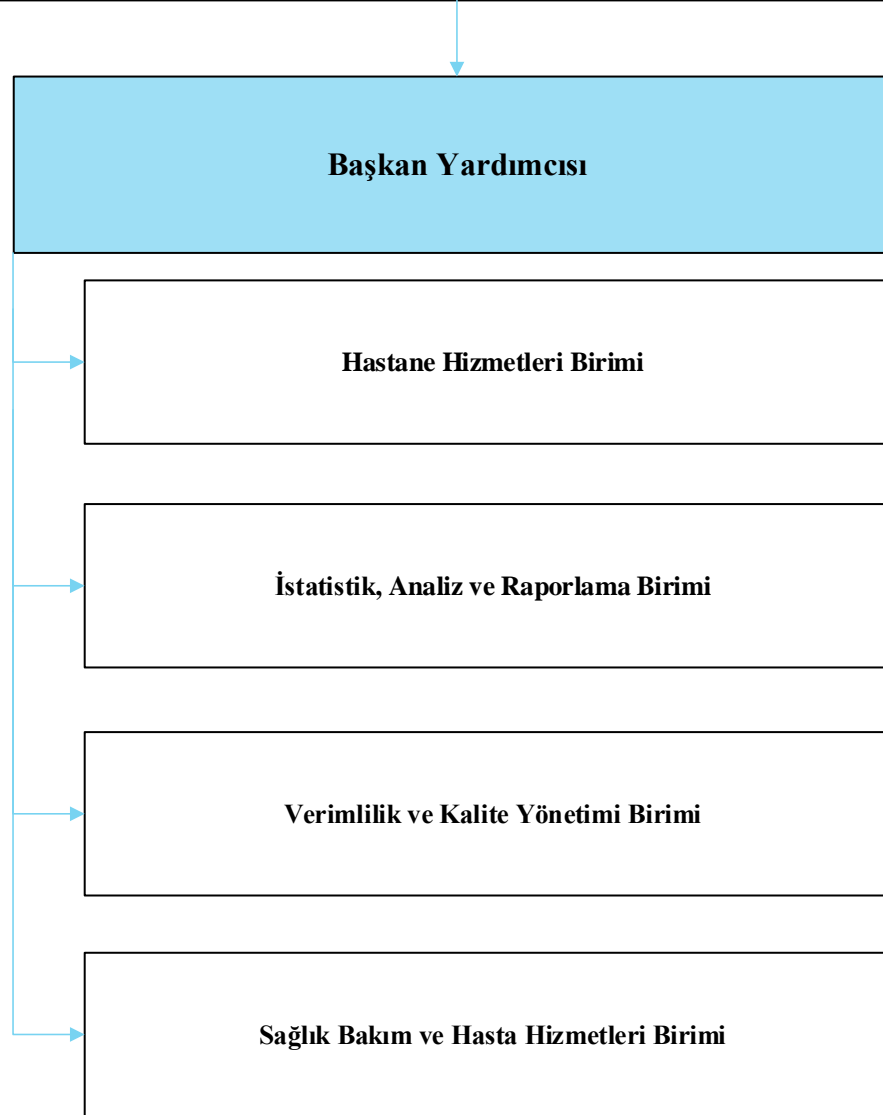 Başkan Yardımcısı
Hastane Hizmetleri Birimi
İstatistik, Analiz ve Raporlama Birimi
Verimlilik ve Kalite Yönetimi Birimi
Sağlık Bakım ve Hasta Hizmetleri Birimi